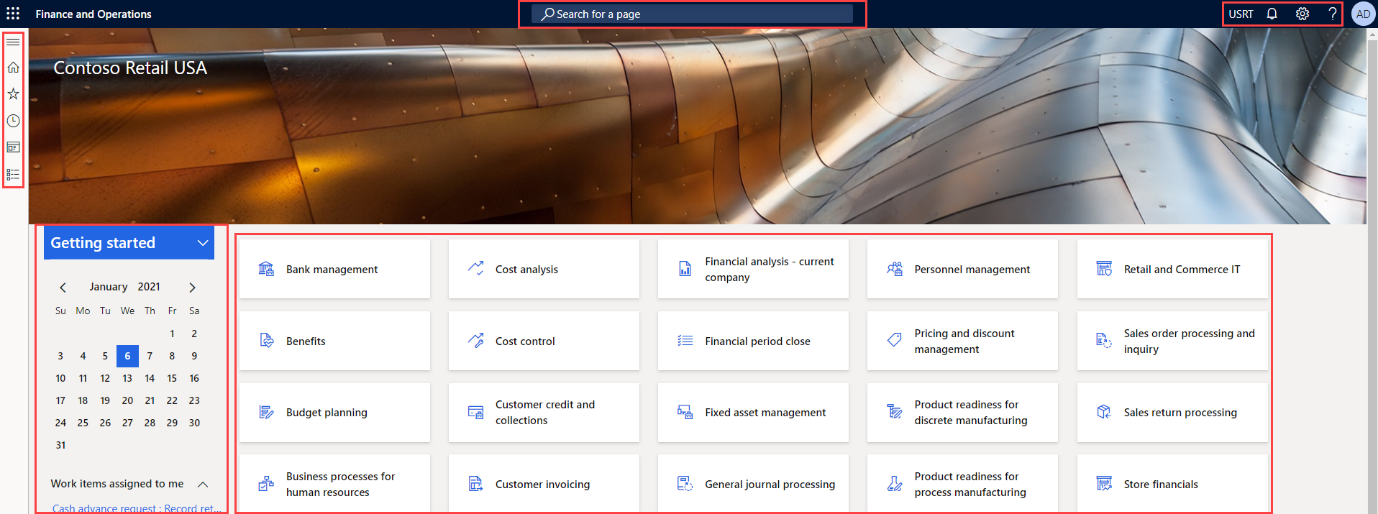 Finance and Operations
Search for a page
USRT
?
AD
Contoso Retail USA
Getting started
January 2021
Su Mo Tu We Th Fr Sa
1 2
3 4 5 6 7 8 9
10 11 12 13 14 15 16
17 18 19 20 21 22 23
24 25 26 27 28 29 30
31
Work items assigned to me
Cash advance request : Record ret...
Bank management
Cost analysis
Financial analysis - current
company
Personnel management
Retail and Commerce IT
Benefits
Cost control
Financial period close
Pricing and discount
management
Sales order processing and
inquiry
Budget planning
Customer credit and
collections
Fixed asset management
Product readiness for
discrete manufacturing
Sales return processing
Business processes for
human resources
Customer invoicing
General journal processing
Product readiness for
process manufacturing
Store financials